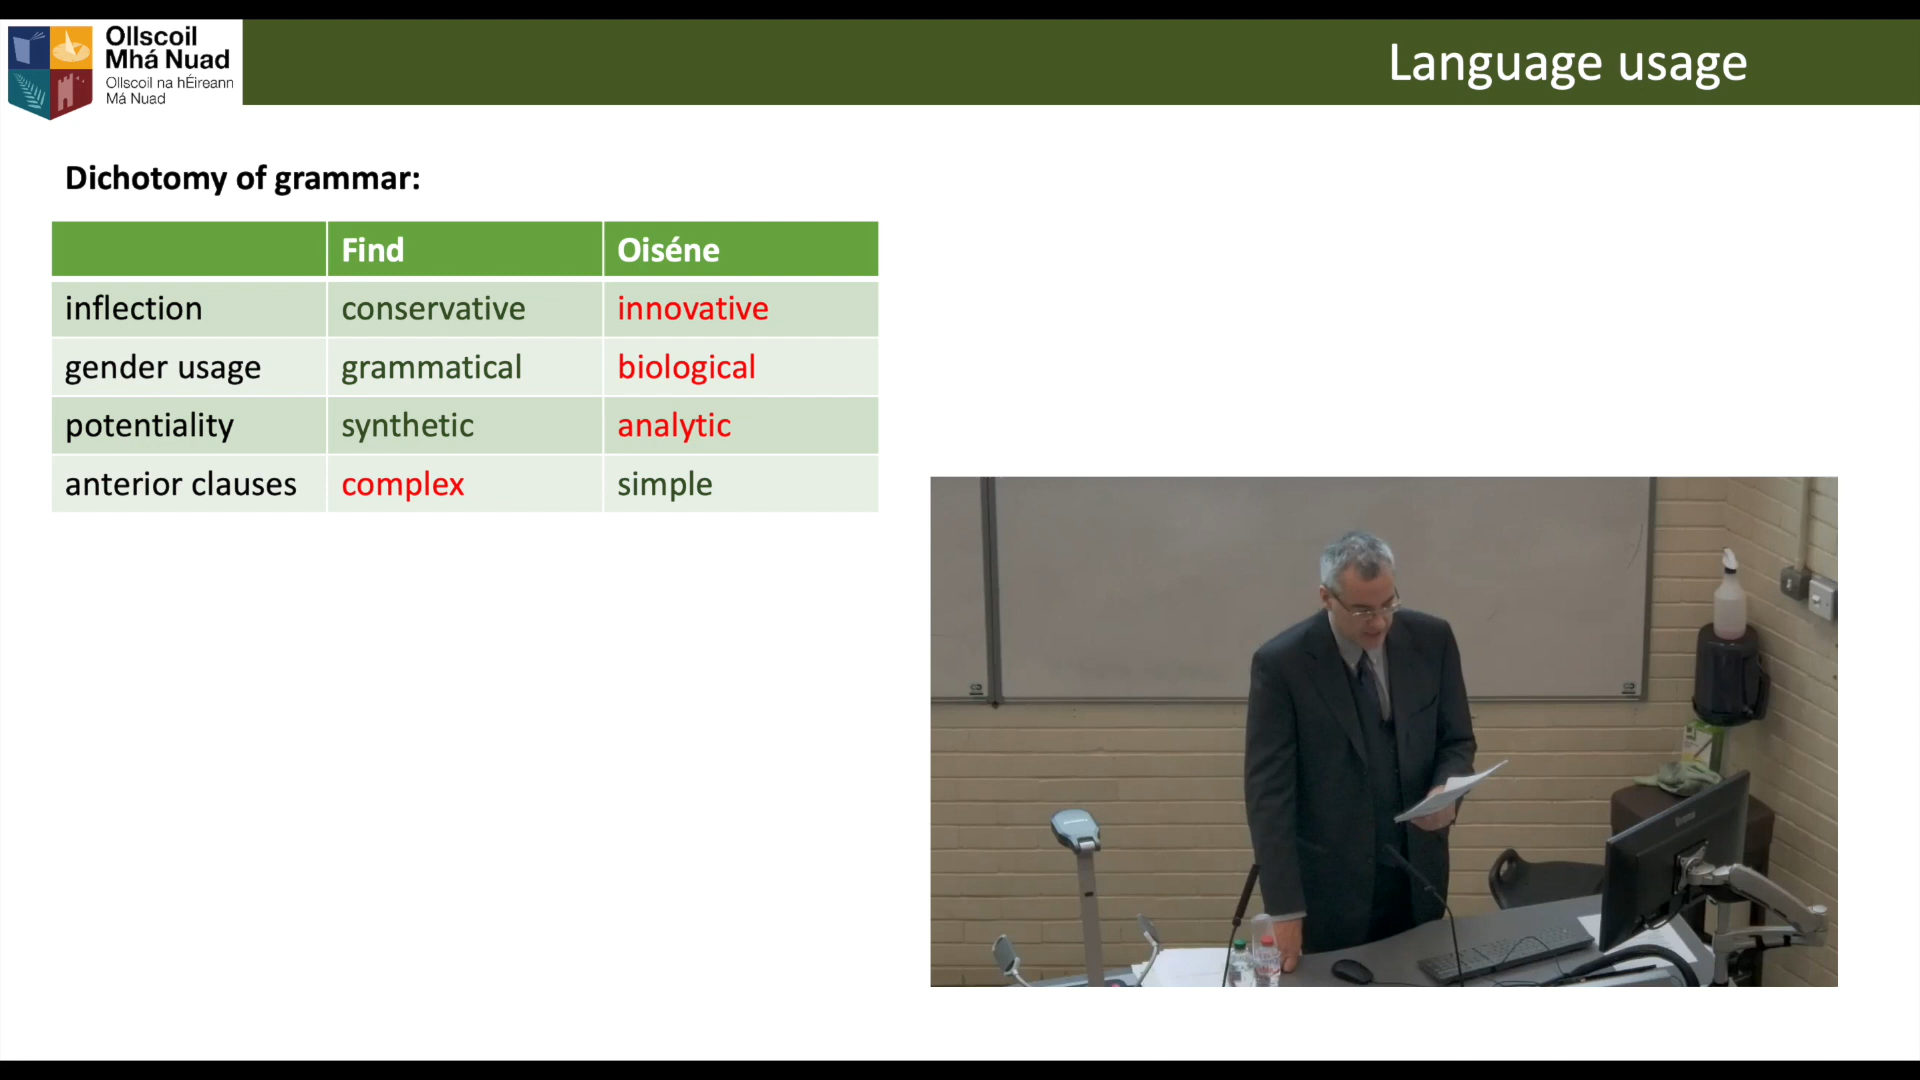 Ollscoil
Mhá Nuad
Ollscoil na hÉireann
Má Nuad
Language usage
Dichotomy of grammar:
Find Oiséne
inflection conservative innovative
gender usage grammatical biological
potentiality synthetic analytic
anterior clauses complex simple